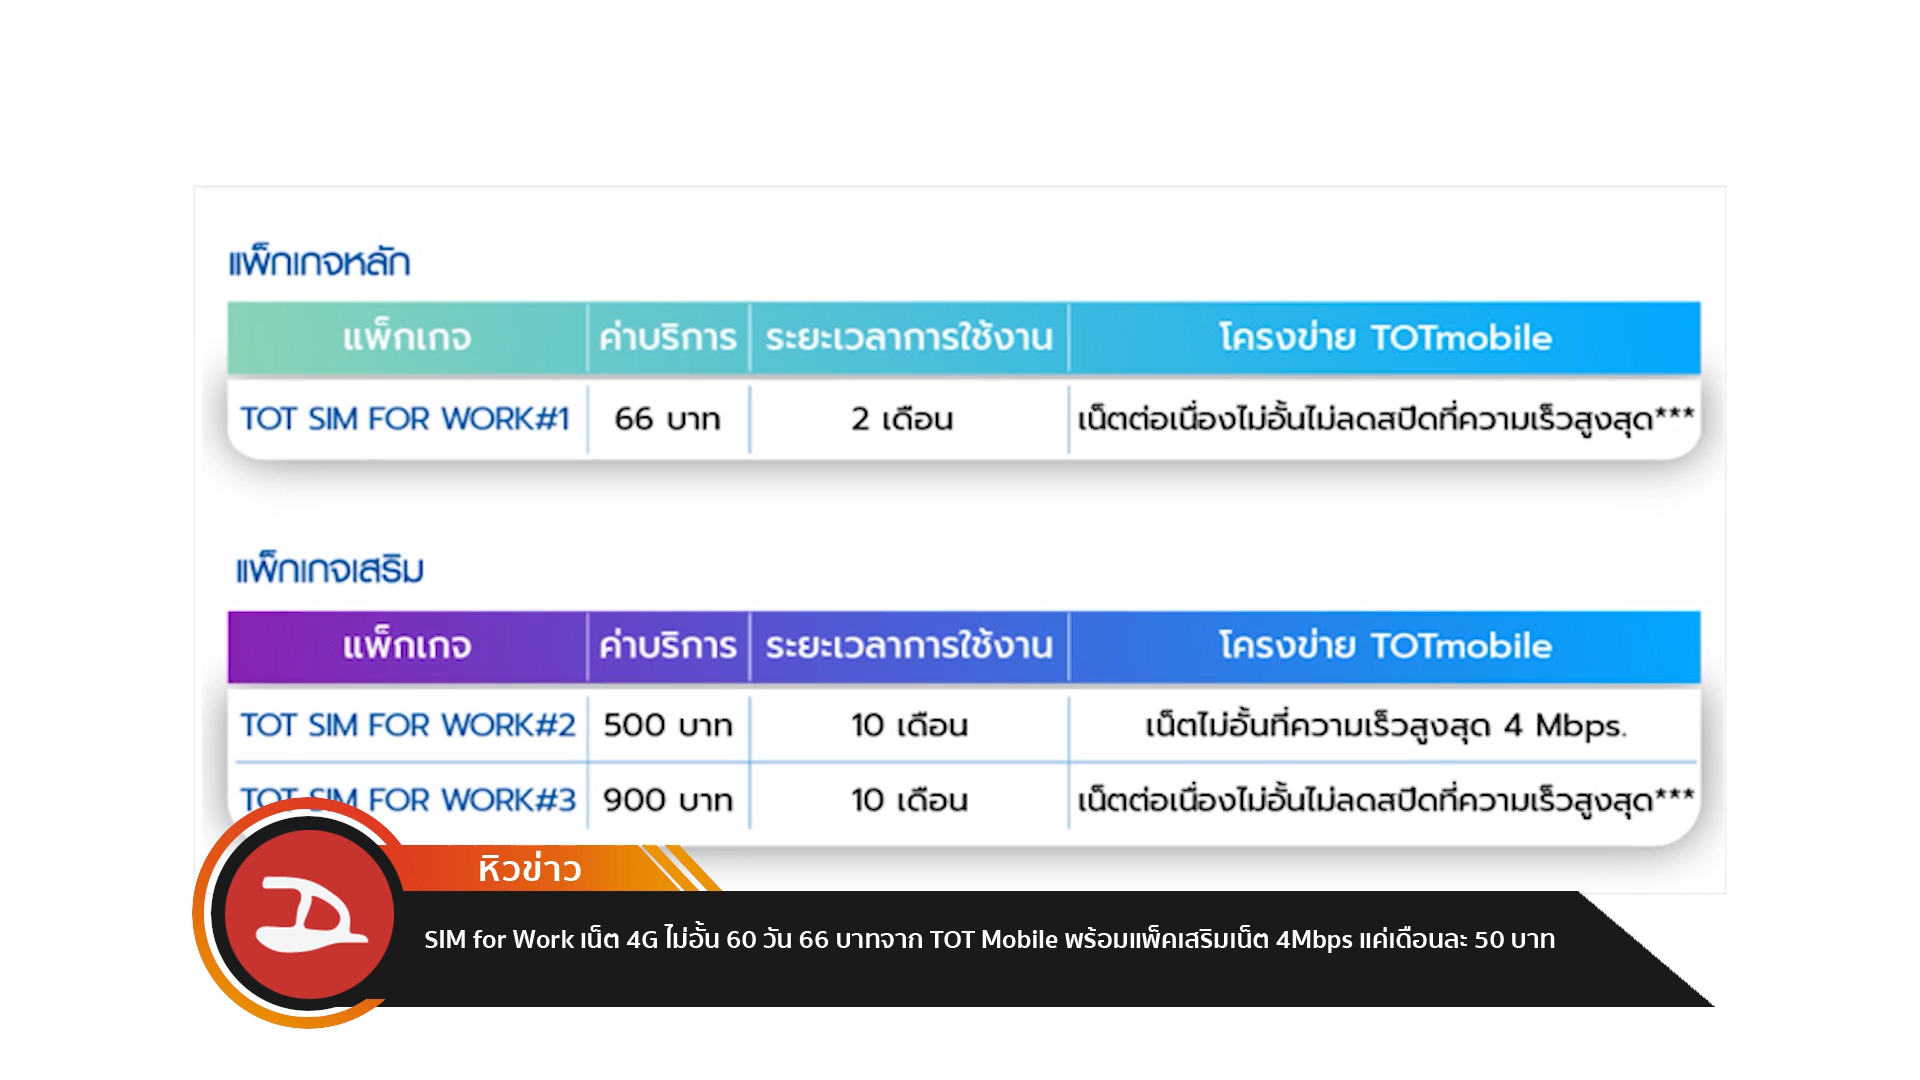 แพ็กเกจหลัก
แพ็กเกจ ค่าบริการ ระยะเวลาการใช้งาน โครงข่าย TOTmobile
TOT SIM FOR WORK#1 66 บาท 2 เดือน เน็ตต่อเนื่องไม่อั้นไม่ลดสปีดที่ความเร็วสูงสุด***
แพ็กเกจเสริม
แพ็กเกจ ค่าบริการ ระยะเวลาการใช้งาน โครงข่าย TOTmobile
TOT SIM FOR WORK#2 500 บาท 10 เดือน เน็ตไม่อั้นที่ความเร็วสูงสุด 4 Mbps.
TOT SIM FOR WORK#3 900 บาท 10 เดือน เน็ตต่อเนื่องไม่อั้นไม่ลดสปีดที่ความเร็วสูงสุด***
หิวข่าว
SIM for Work เน็ต 4G ไม่อั้น 60 วัน 66 บาทจาก TOT Mobile พร้อมแพ็คเสริมเน็ต 4Mbps แค่เดือนละ 50 บาท